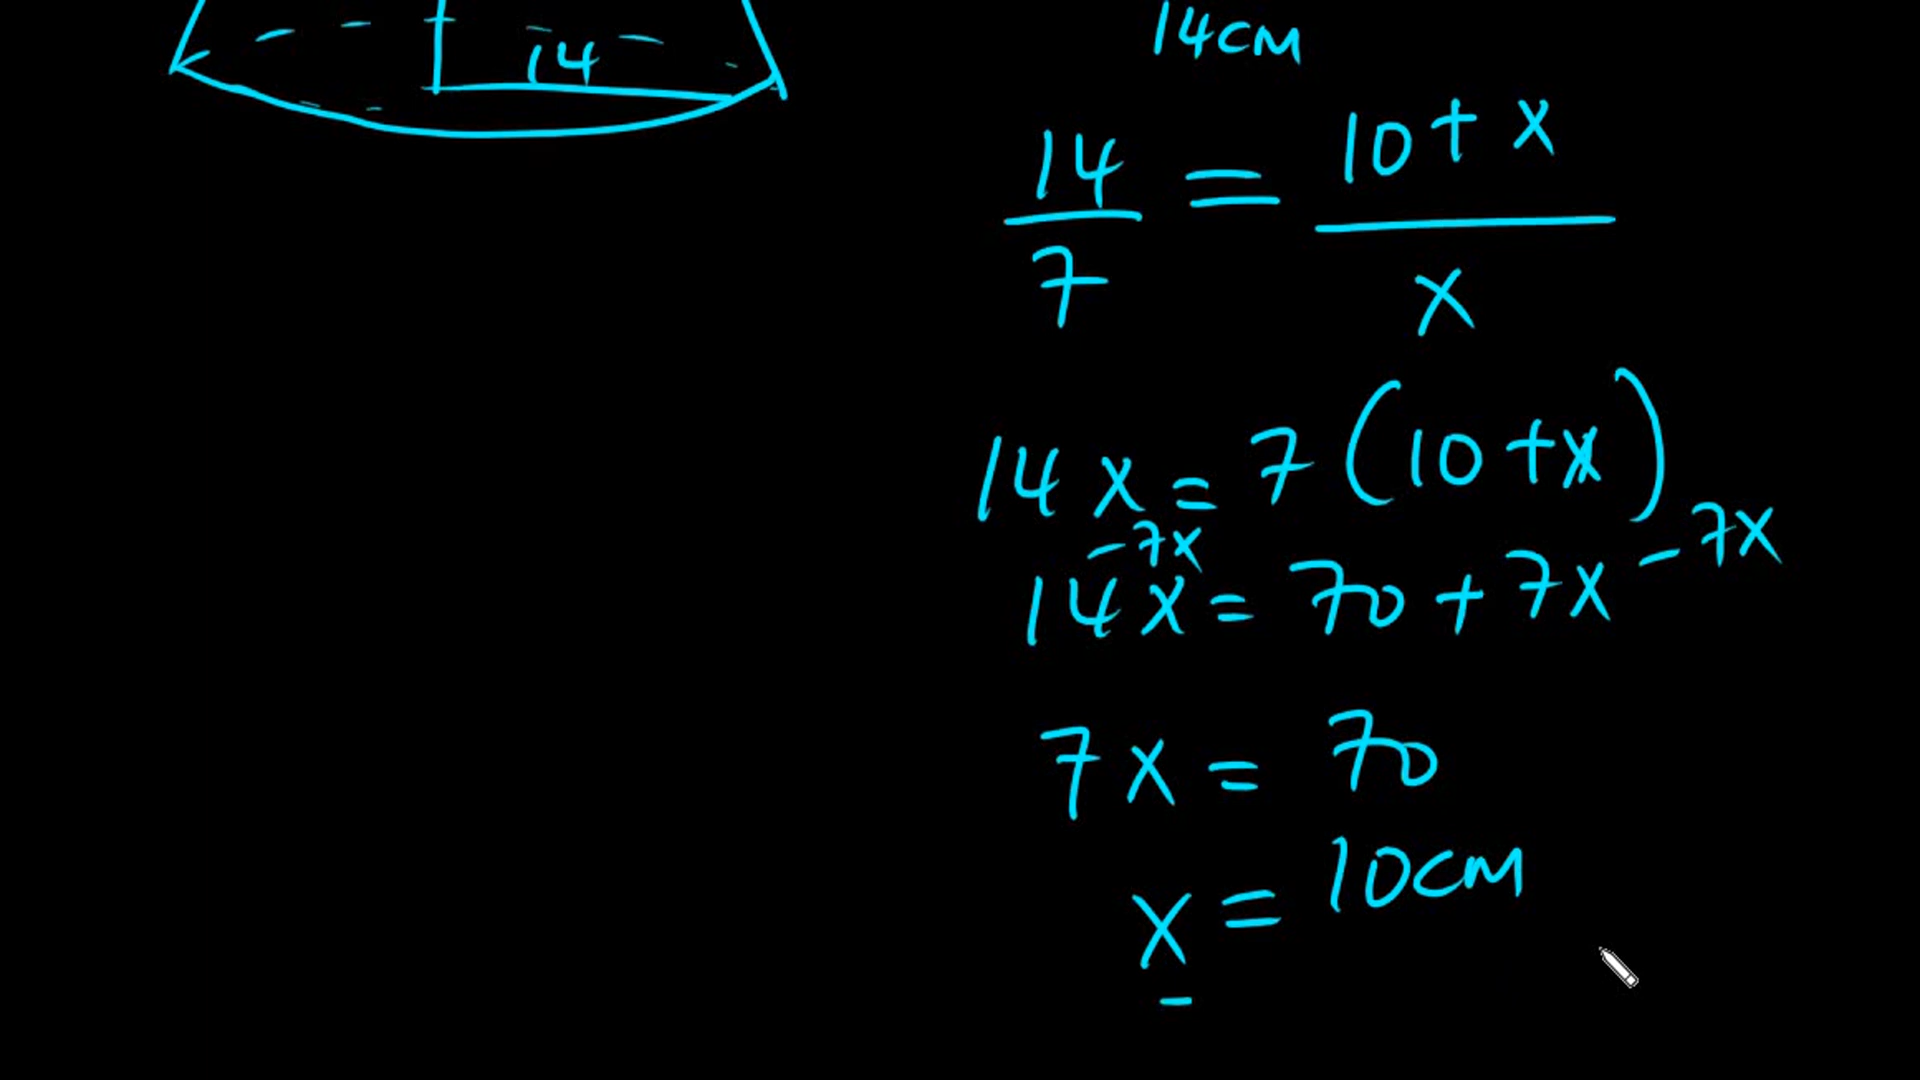 14
14cm
14/7 = 10+x/x
14x = 7(10+x)
-7x -7x
14x = 70 + 7x
7x = 70
x = 10cm